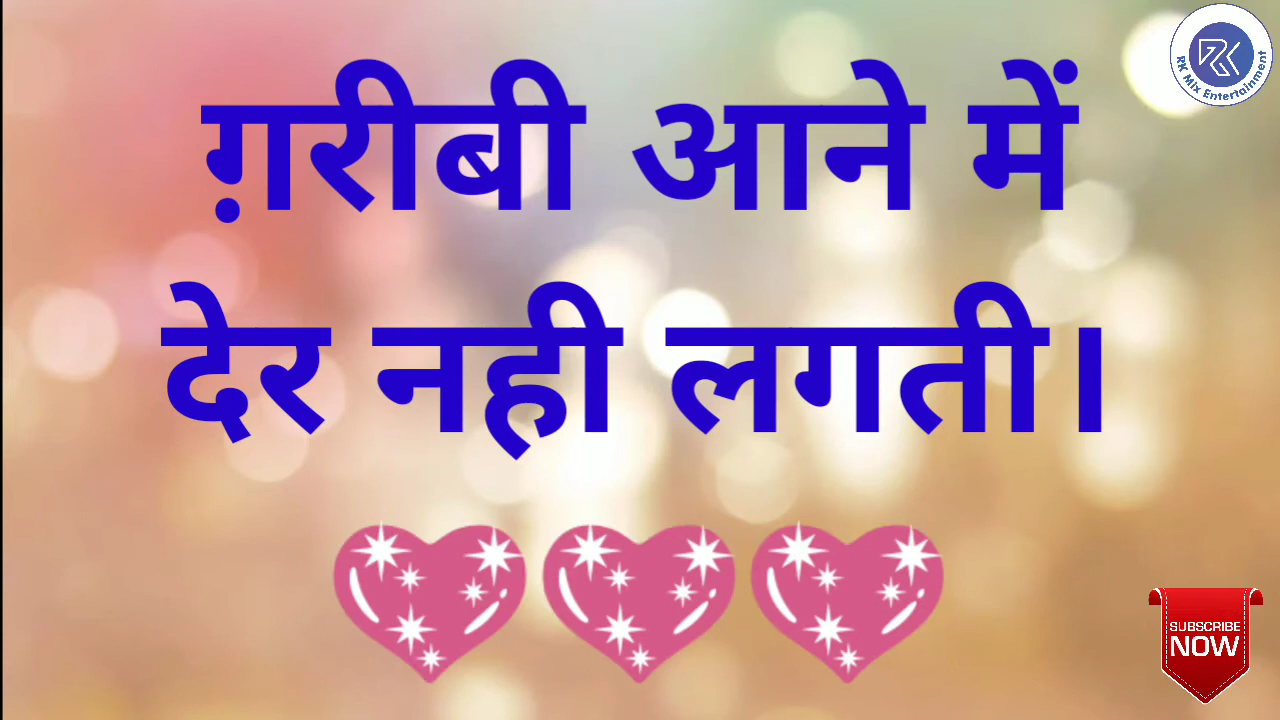 ग़रीबी आने में
देर नही लगती।
RK Mix Entertainment
SUBSCRIBE
NOW